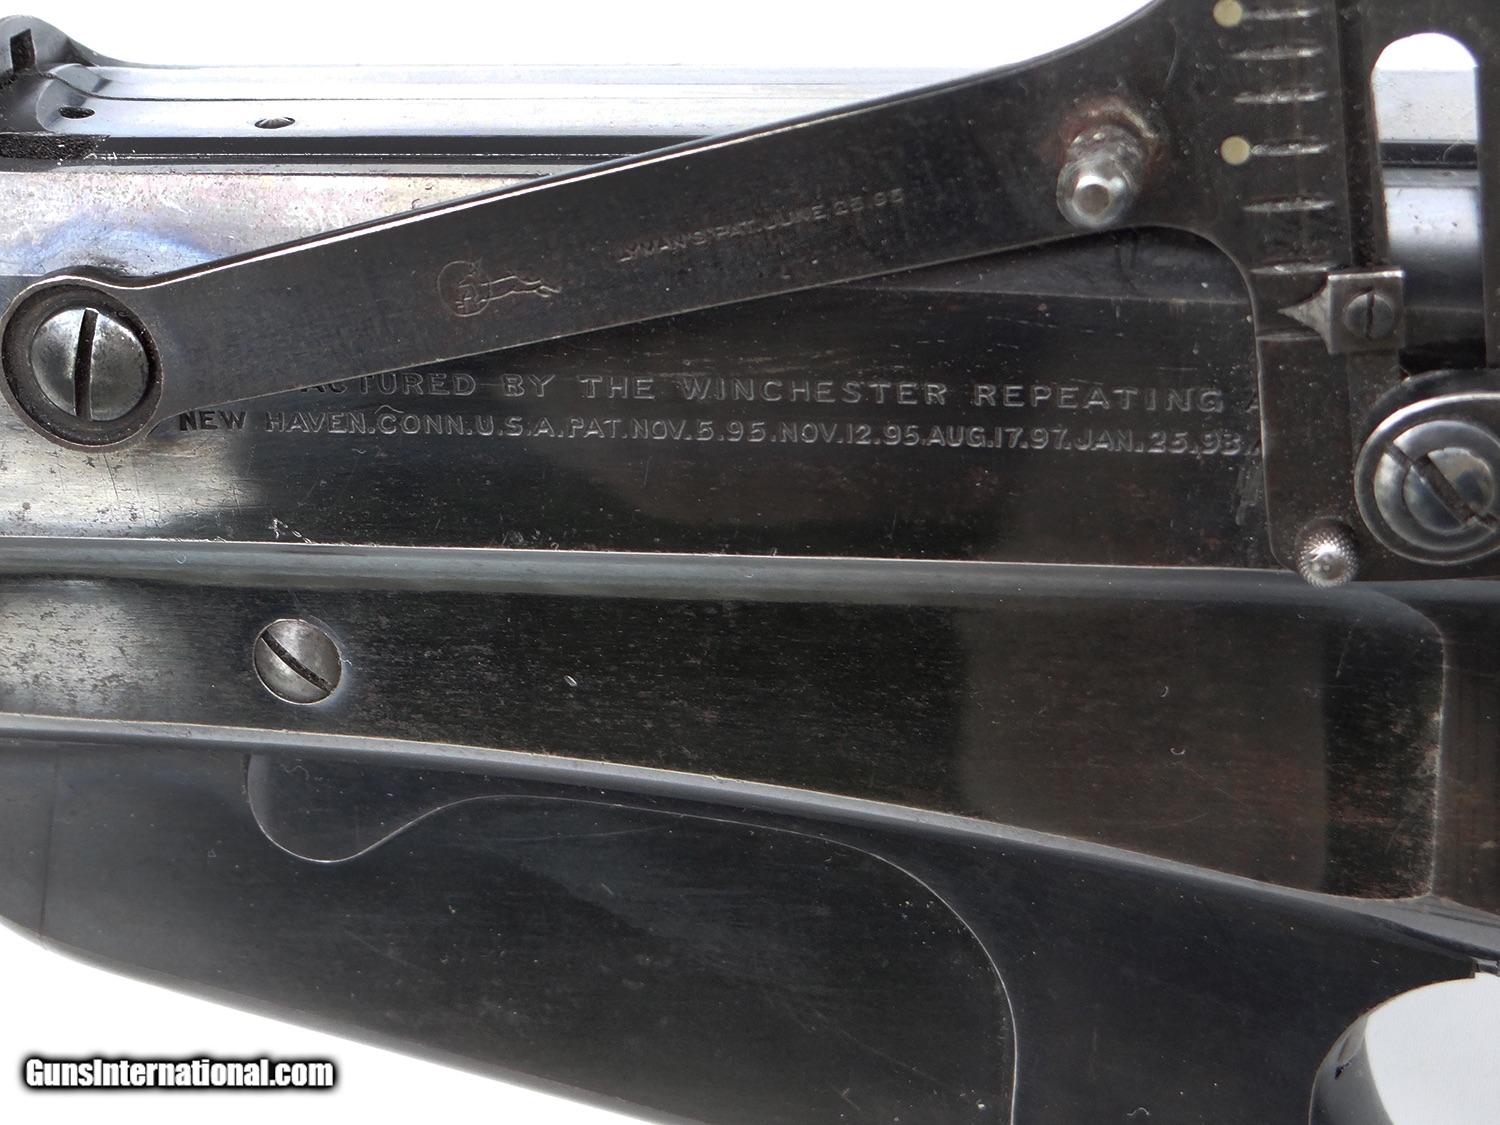 LYMAN'S PAT. JUNE.25.95
ACTURED BY THE WINCHESTER REPEATING
NEW HAVEN.CONN.U.S.A.PAT.NOV.5.95.NOV.12.95.AUG.17.97.JAN.25.98.
GunsInternational.com